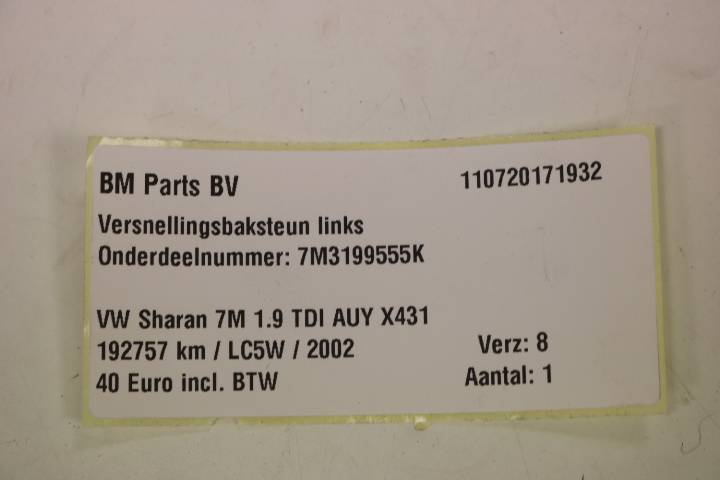 BM Parts BV 110720171932
Versnellingsbaksteun links
Onderdeelnummer: 7M3199555K
VW Sharan 7M 1.9 TDI AUY X431
192757 km / LC5W / 2002 Verz: 8
40 Euro incl. BTW Aantal: 1